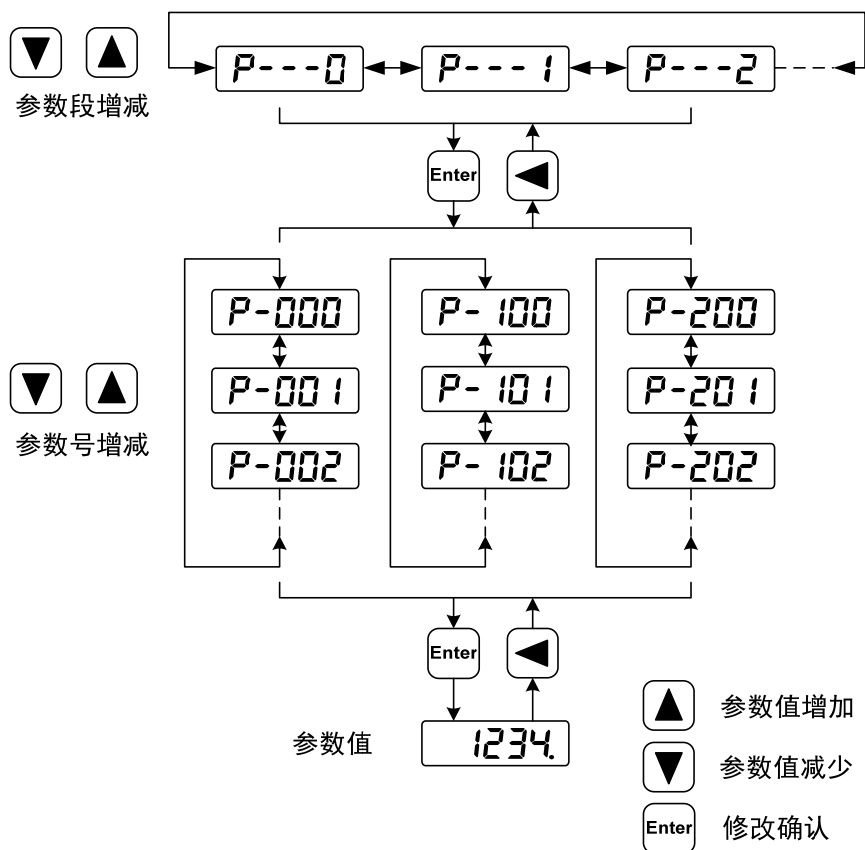 P---0 P---1 P---2
参数段增减
Enter
P-000 P-100 P-200
P-001 P-101 P-201
参数号增减
P-002 P-102 P-202
Enter
参数值 1234.
参数值增加
参数值减少
Enter 修改确认